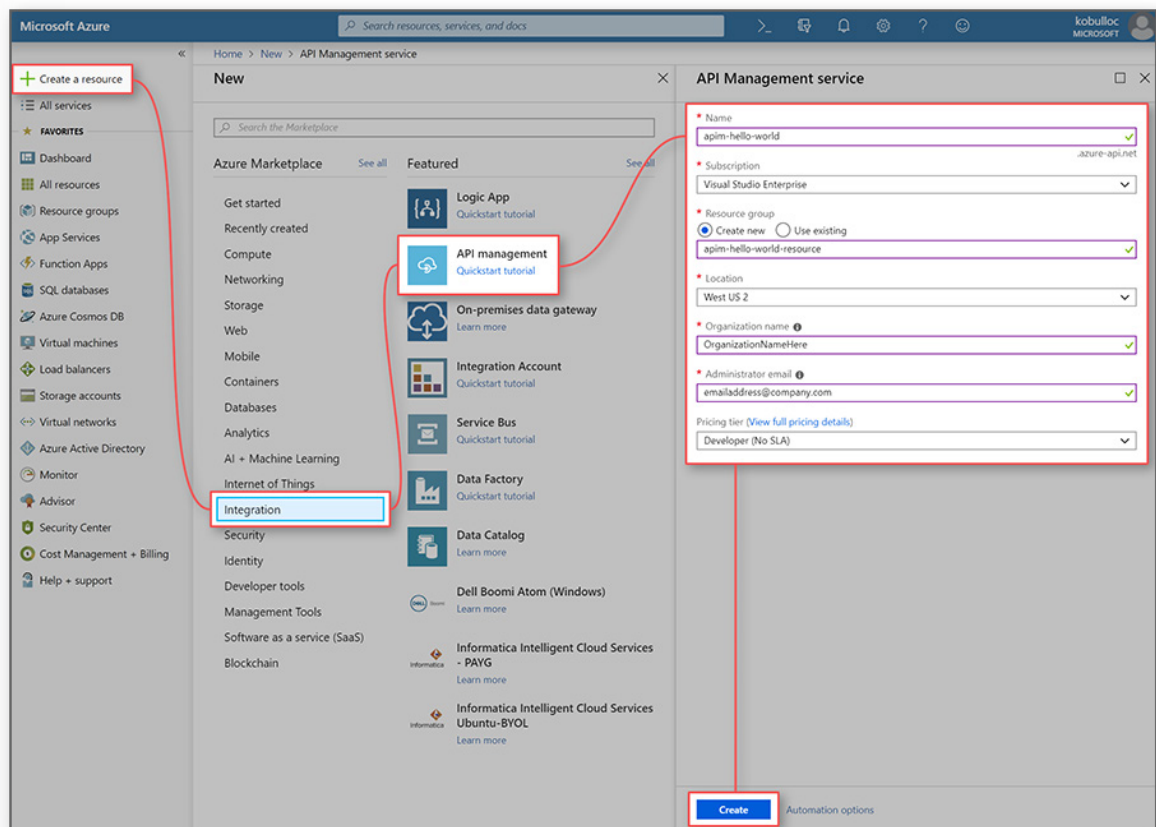 Microsoft Azure
Search resources, services, and docs
kobulloc
MICROSOFT
Home > New > API Management service
Create a resource
All services
FAVORITES
Dashboard
All resources
Resource groups
App Services
Function Apps
SQL databases
Azure Cosmos DB
Virtual machines
Load balancers
Storage accounts
Virtual networks
Azure Active Directory
Monitor
Advisor
Security Center
Cost Management + Billing
Help + support
New
Search the Marketplace
Azure Marketplace See all
Get started
Recently created
Compute
Networking
Storage
Web
Mobile
Containers
Databases
Analytics
AI + Machine Learning
Internet of Things
Integration
Security
Identity
Developer tools
Management Tools
Software as a service (SaaS)
Blockchain
Featured See all
Logic App
Quickstart tutorial
API management
Quickstart tutorial
On-premises data gateway
Learn more
Integration Account
Quickstart tutorial
Service Bus
Quickstart tutorial
Data Factory
Quickstart tutorial
Data Catalog
Learn more
DELL Boomi
Dell Boomi Atom (Windows)
Learn more
Informatica
Informatica Intelligent Cloud Services
- PAYG
Learn more
Informatica
Informatica Intelligent Cloud Services
Ubuntu-BYOL
Learn more
API Management service
* Name
apim-hello-world
.azure-api.net
* Subscription
Visual Studio Enterprise
* Resource group
Create new Use existing
apim-hello-world-resource
* Location
West US 2
* Organization name
OrganizationNameHere
* Administrator email
emailaddress@company.com
Pricing tier (View full pricing details)
Developer (No SLA)
Create Automation options